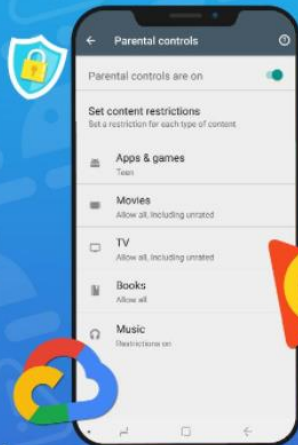 Parental controls
Parental controls are on
Set content restrictions
Set a restriction for each type of content
Apps & games
Teen
Movies
Allow all, including unrated
TV
Allow all, including unrated
Books
Allow all
Music
Restrictions on